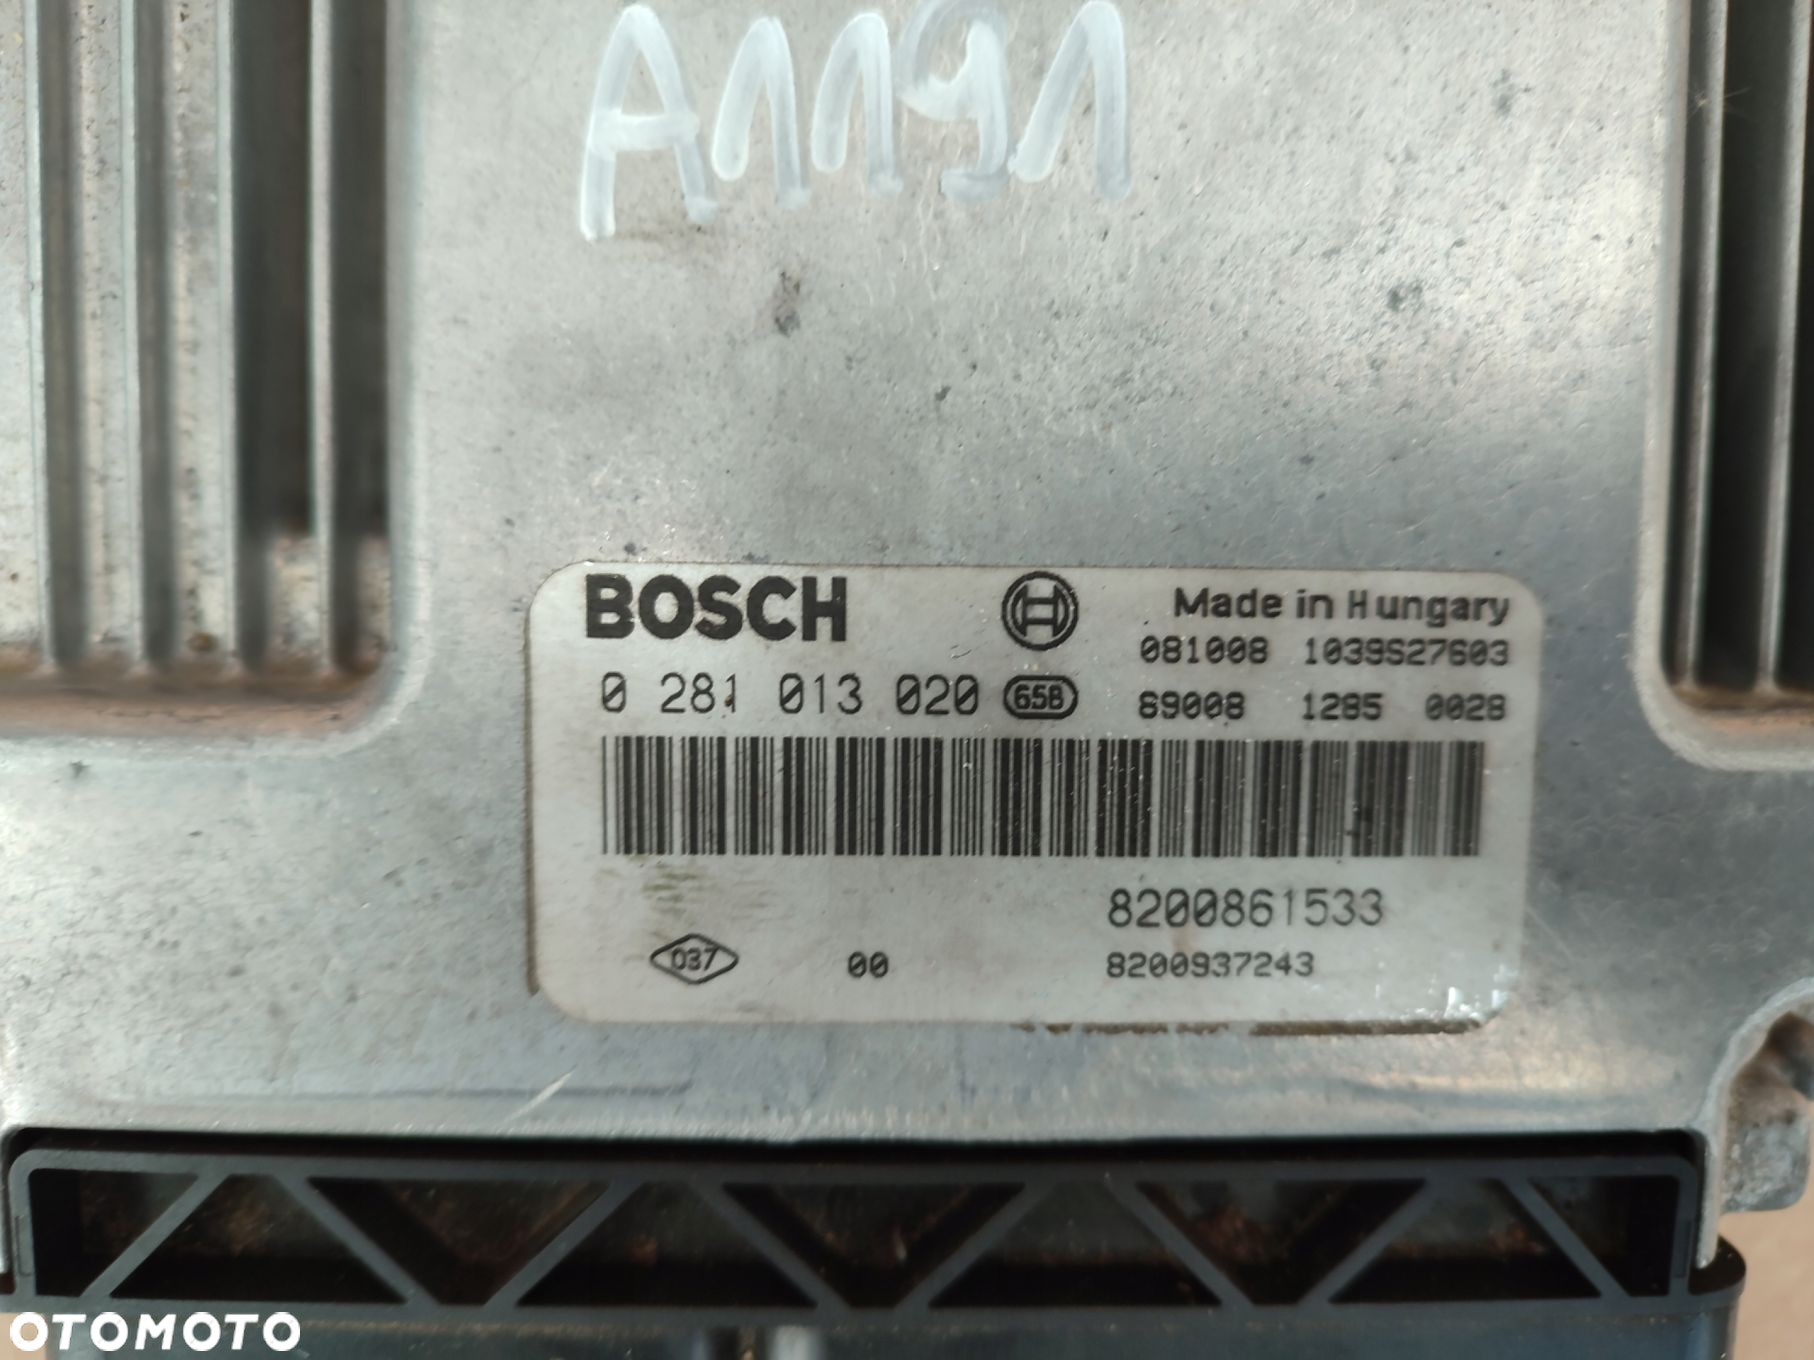 A1191
BOSCH
Made in Hungary
081008 1039S27603
0 281 013 020 65B
89008 1285 0028
8200861533
037 00 8200937243
OTOMOTO